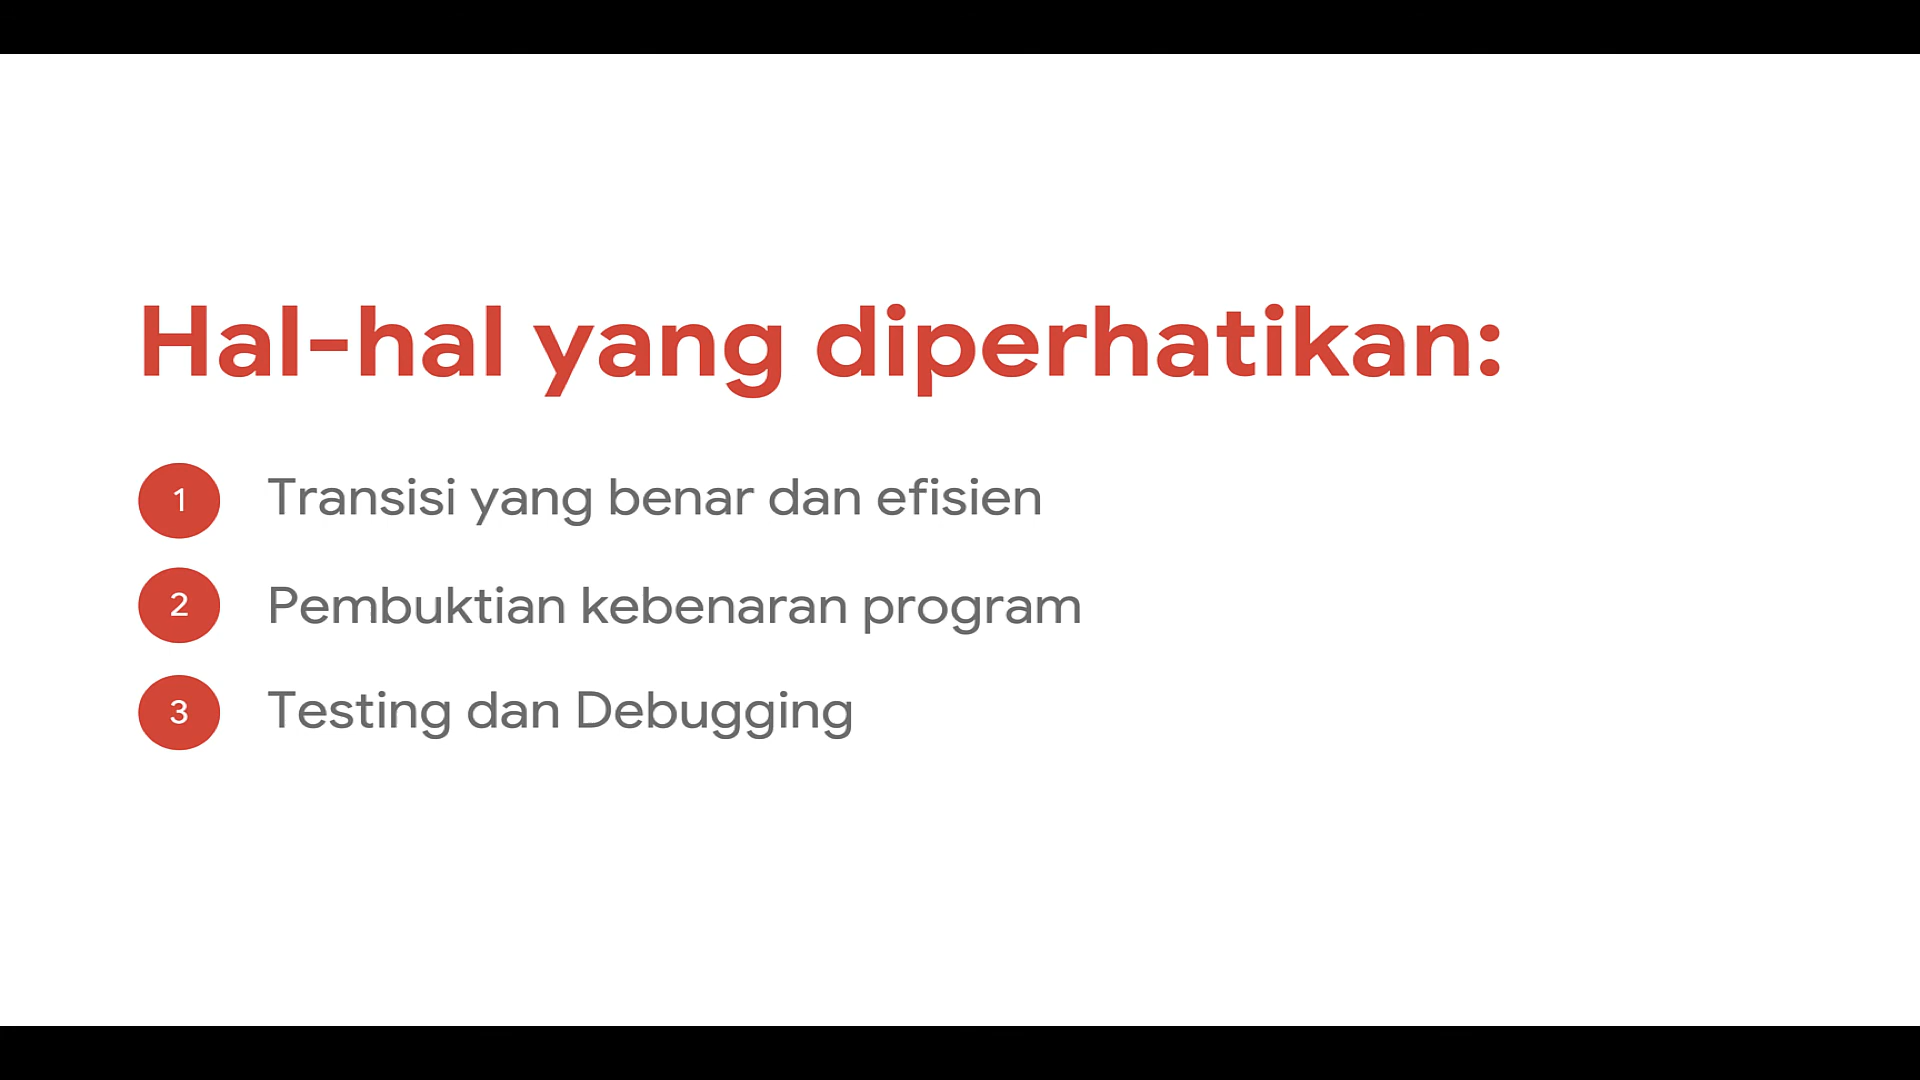 Hal-hal yang diperhatikan:
1 Transisi yang benar dan efisien
2 Pembuktian kebenaran program
3 Testing dan Debugging